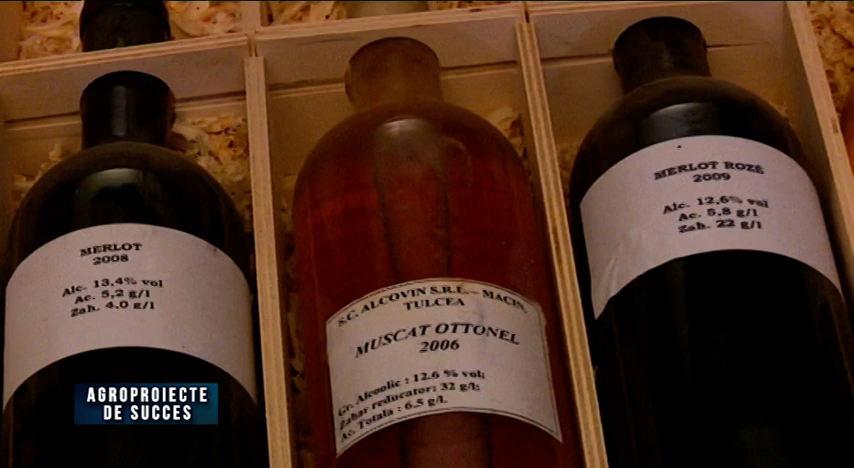 MERLOT
2008
Alc. 13,4% vol
Ac. 5,2 g/l
Zah. 4.0 g/l
S.C. ALCOVIN S.R.L. - MACIN,
TULCEA
MUSCAT OTTONEL
2006
Gr. Alcoolic : 12.6 % vol;
Zahar reducator: 32 g/l;
Ac. Totala : 6.5 g/l.
MERLOT ROZÉ
2009
Alc. 12,6% vol
Ac. 5,8 g/l
Zah. 22 g/l
AGROPROIECTE
DE SUCCES